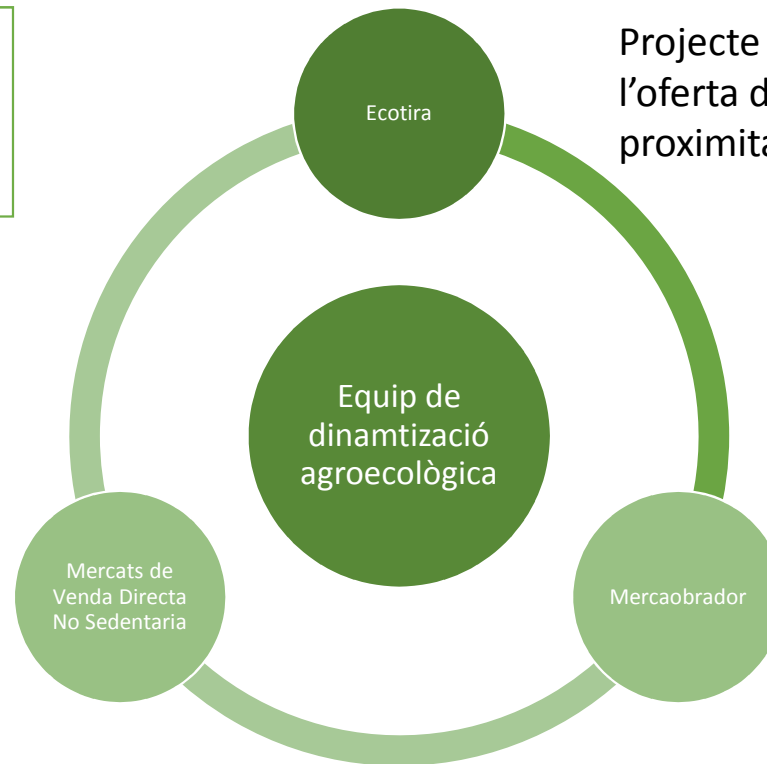 Projecte
l’oferta d
proximita
Ecotira
Equip de
dinamtizació
agroecològica
Mercats de
Venda Directa
No Sedentaria
Mercaobrador